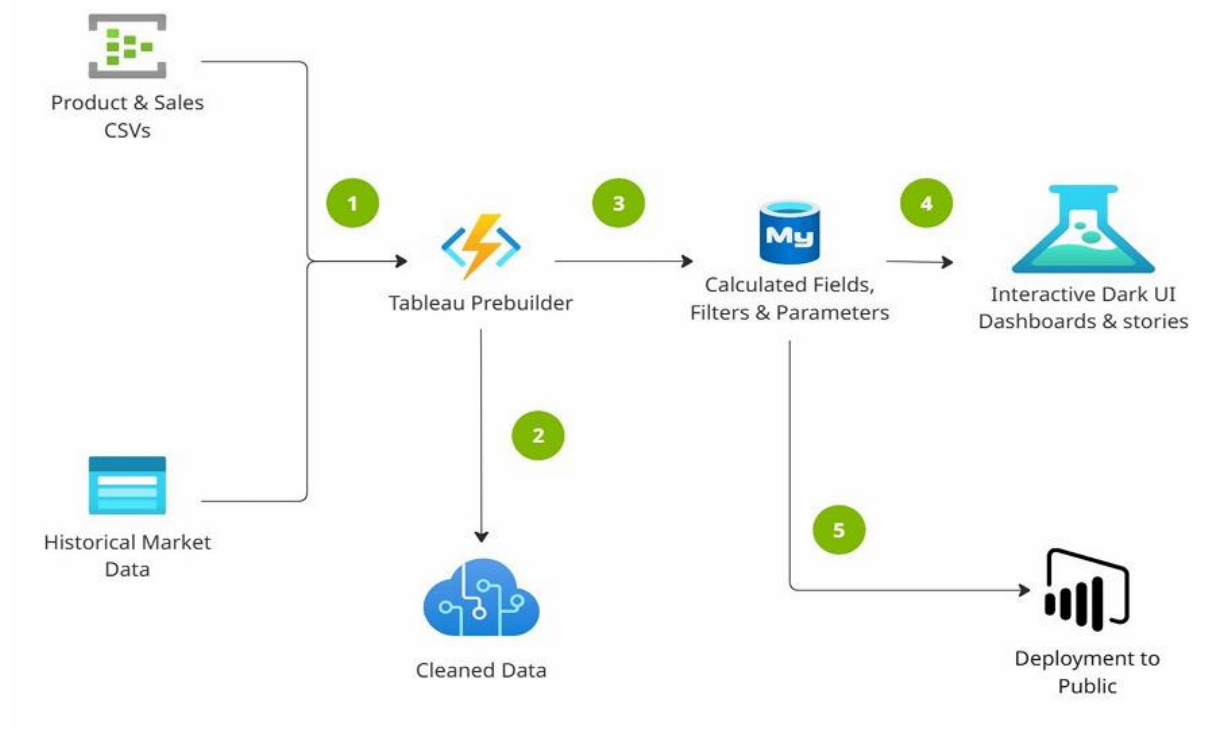 Product & Sales
CSVs
1
3
4
My
Tableau Prebuilder
Calculated Fields,
Filters & Parameters
Interactive Dark UI
Dashboards & stories
2
5
Historical Market
Data
Cleaned Data
Deployment to
Public